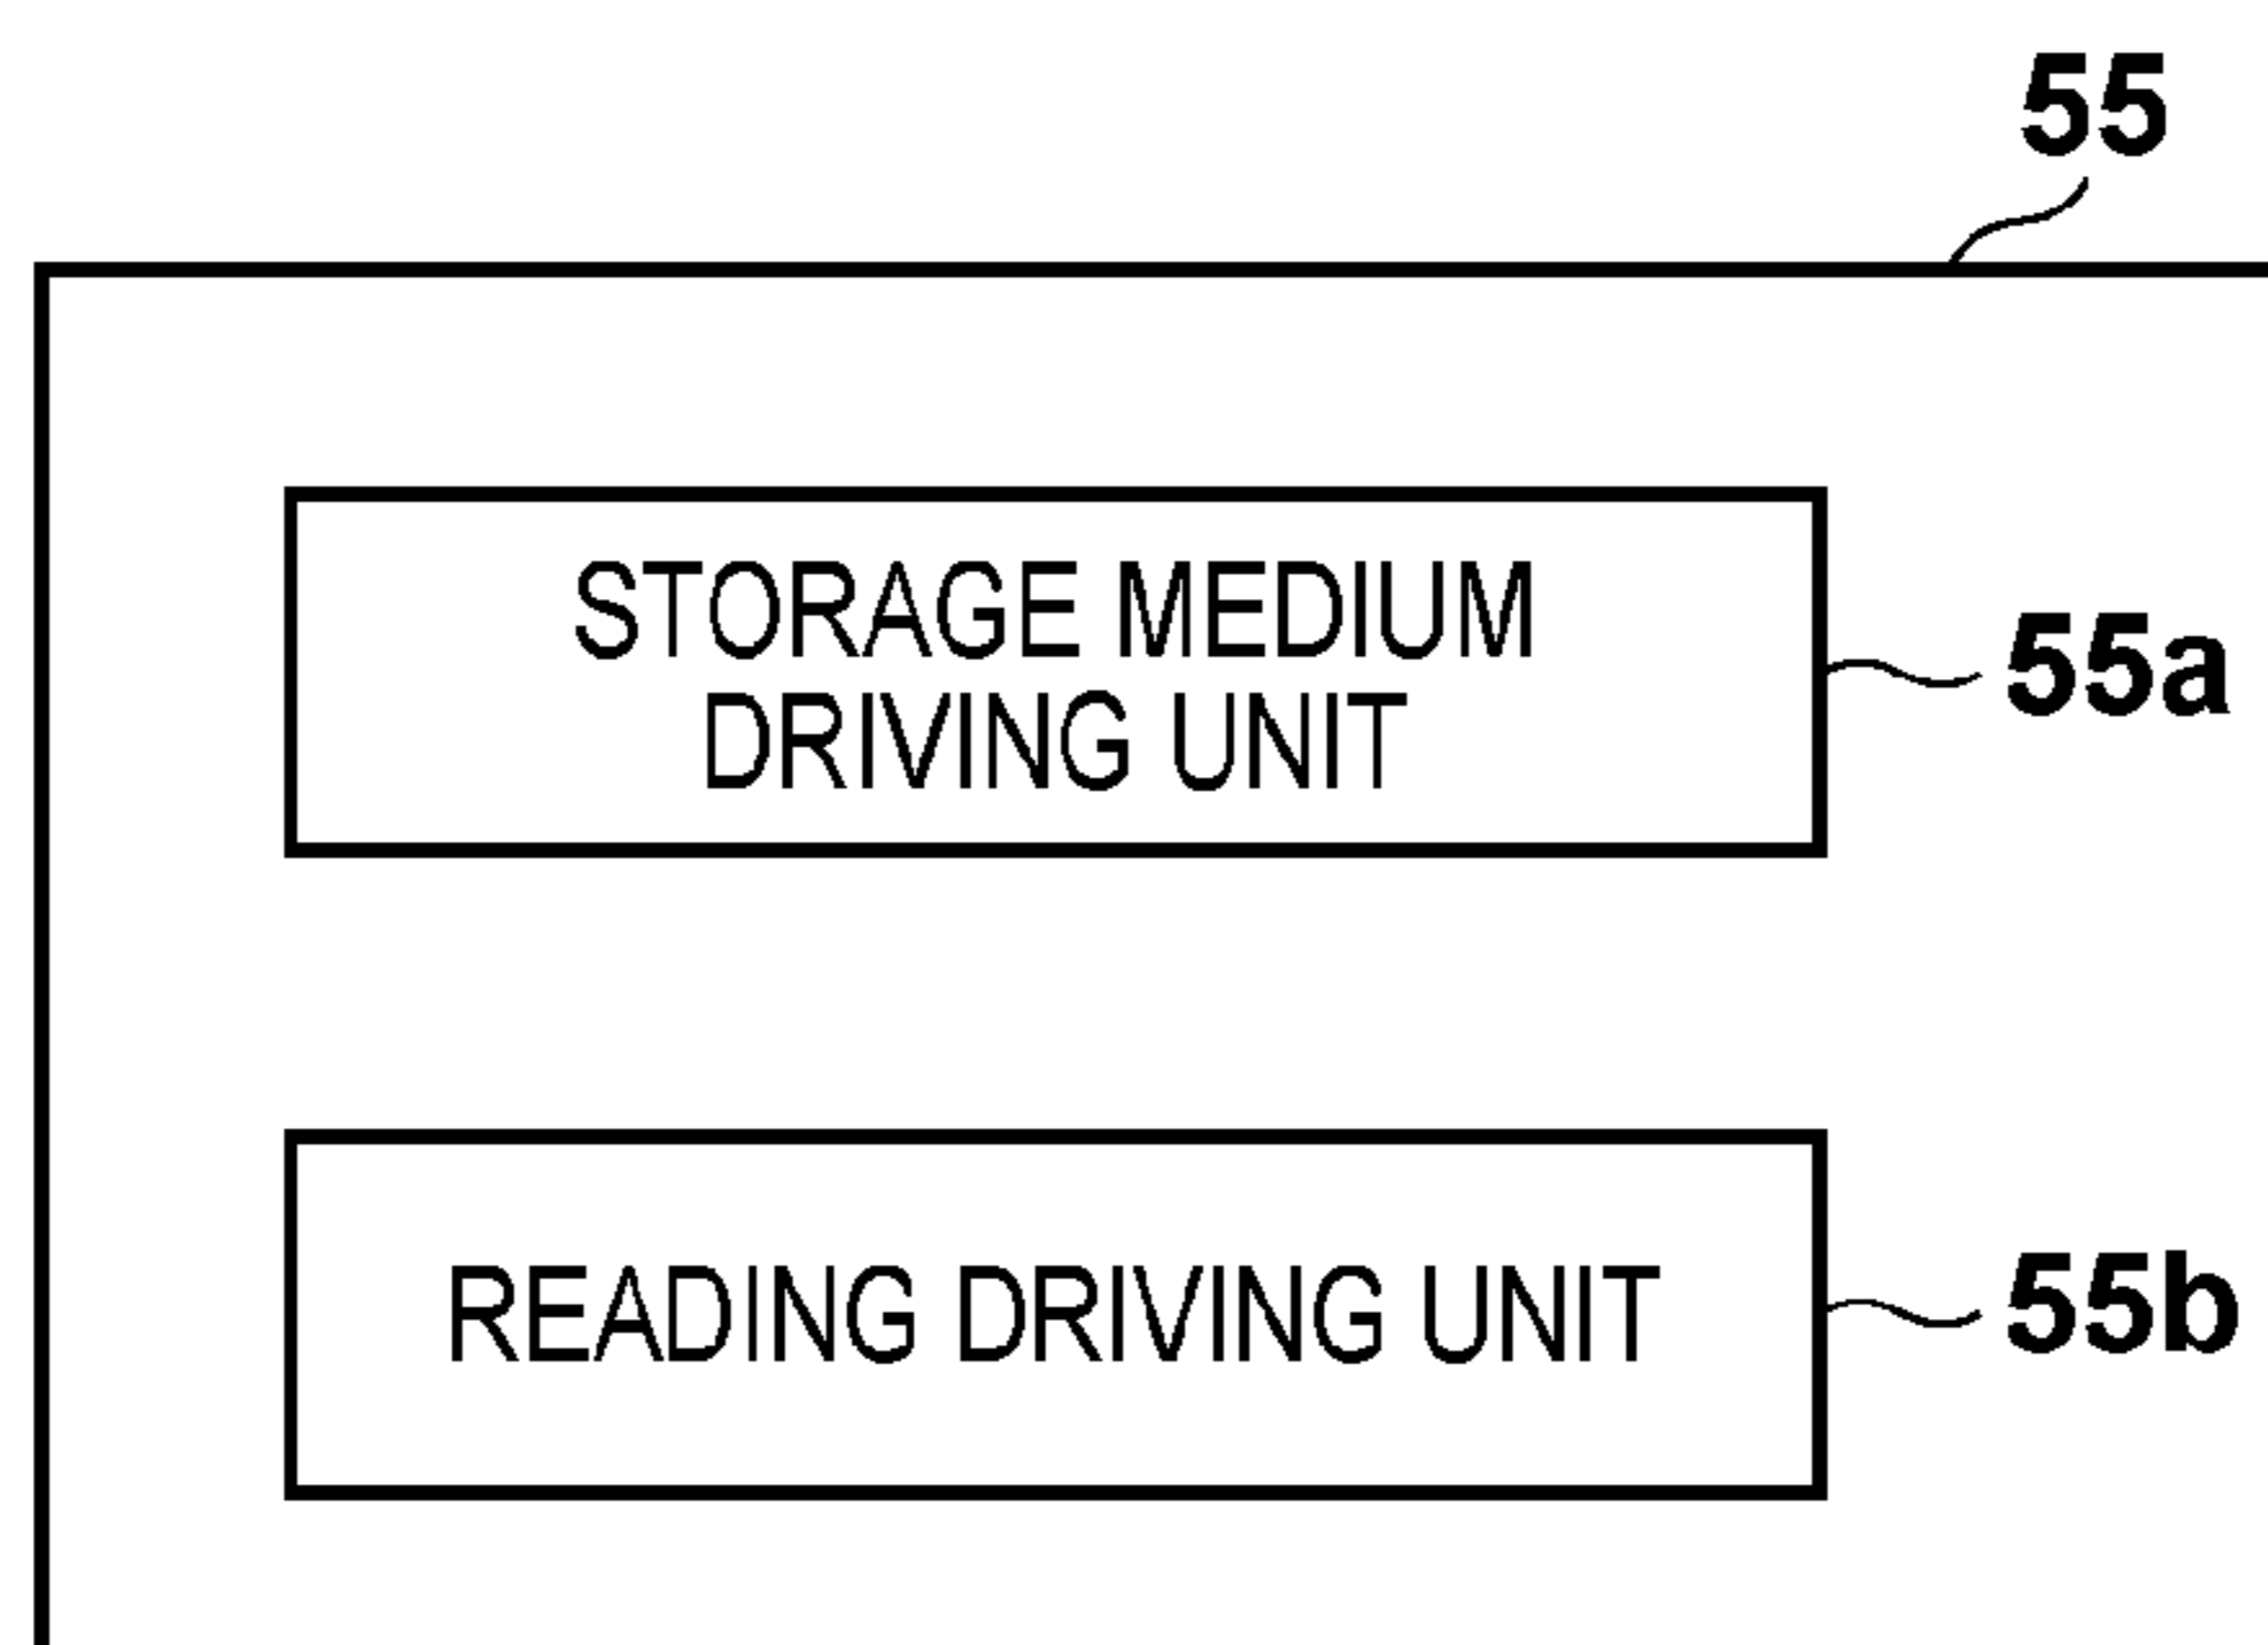 55
STORAGE MEDIUM
DRIVING UNIT
55a
READING DRIVING UNIT
55b